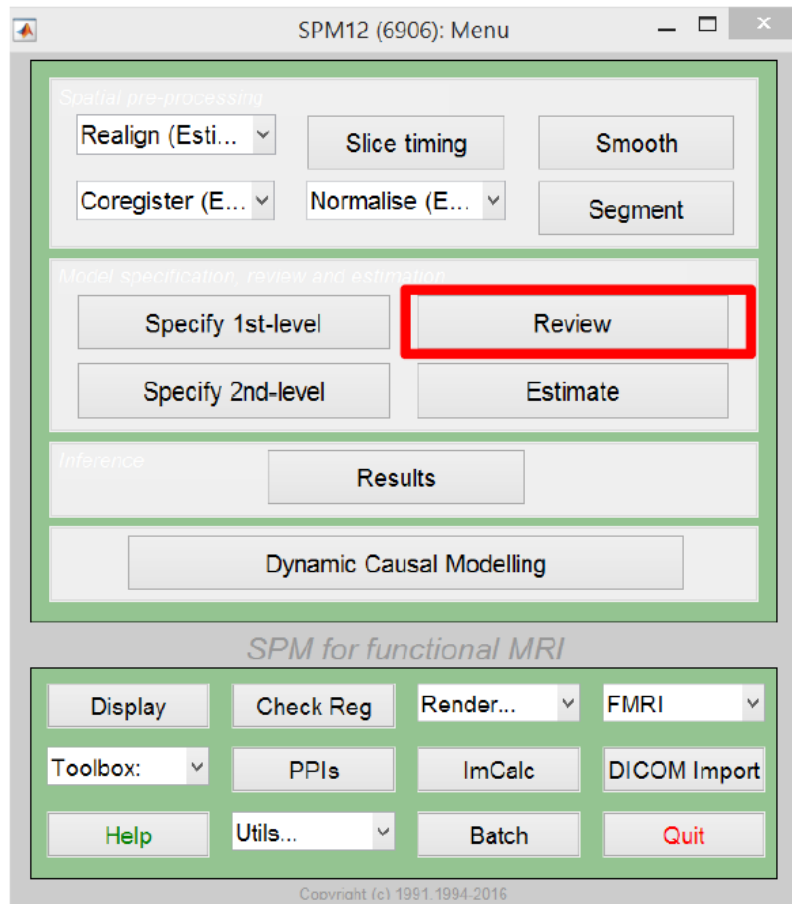 SPM12 (6906): Menu
Spatial pre-processing
Realign (Esti...
Slice timing
Smooth
Coregister (E...
Normalise (E...
Segment
Model specification, review and estimation
Specify 1st-level
Review
Specify 2nd-level
Estimate
Inference
Results
Dynamic Causal Modelling
SPM for functional MRI
Display
Check Reg
Render...
FMRI
Toolbox:
PPIs
ImCalc
DICOM Import
Help
Utils...
Batch
Quit
Copyright (c) 1991,1994-2016